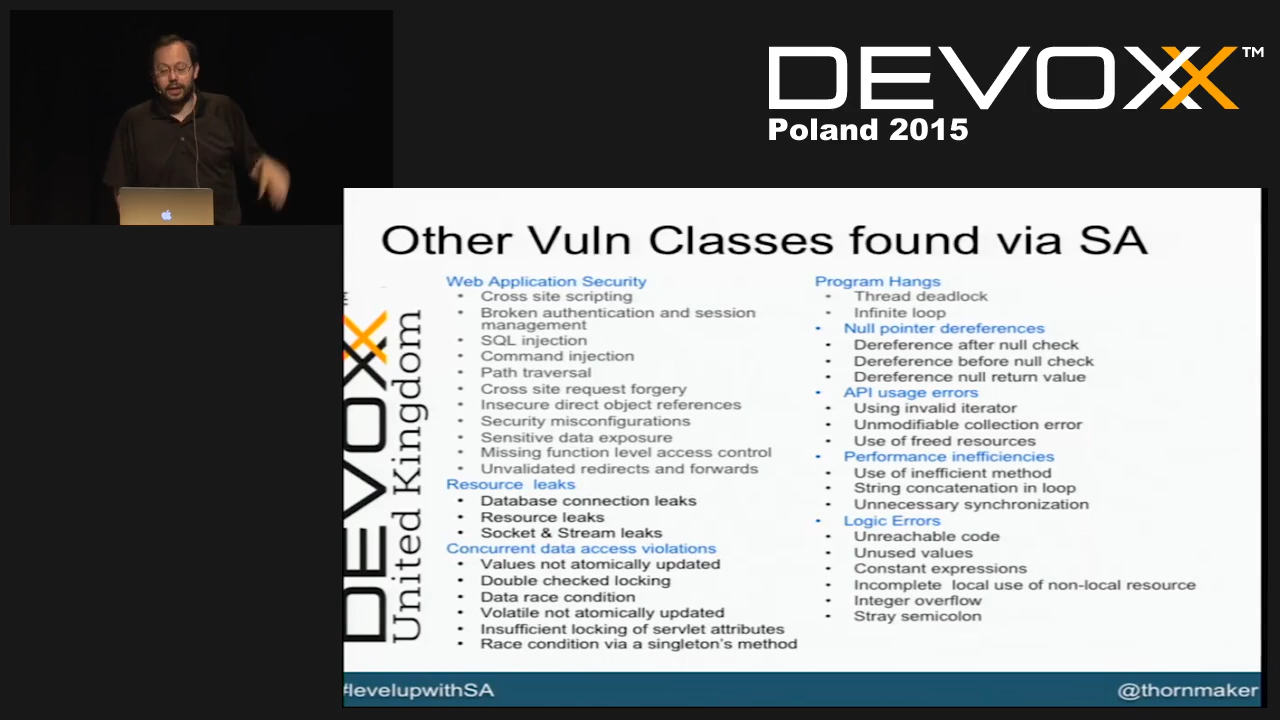 DEVOXX™
Poland 2015
Other Vuln Classes found via SA
Web Application Security
• Cross site scripting
• Broken authentication and session
management
• SQL injection
• Command injection
• Path traversal
• Cross site request forgery
• Insecure direct object references
• Security misconfigurations
• Sensitive data exposure
• Missing function level access control
• Unvalidated redirects and forwards
Resource leaks
• Database connection leaks
• Resource leaks
• Socket & Stream leaks
Concurrent data access violations
• Values not atomically updated
• Double checked locking
• Data race condition
• Volatile not atomically updated
• Insufficient locking of servlet attributes
• Race condition via a singleton's method
Program Hangs
• Thread deadlock
• Infinite loop
• Null pointer dereferences
• Dereference after null check
• Dereference before null check
• Dereference null return value
• API usage errors
• Using invalid iterator
• Unmodifiable collection error
• Use of freed resources
• Performance inefficiencies
• Use of inefficient method
• String concatenation in loop
• Unnecessary synchronization
• Logic Errors
• Unreachable code
• Unused values
• Constant expressions
• Incomplete local use of non-local resource
• Integer overflow
• Stray semicolon
DEVOXX
United Kingdom
#levelupwithSA
@thornmaker